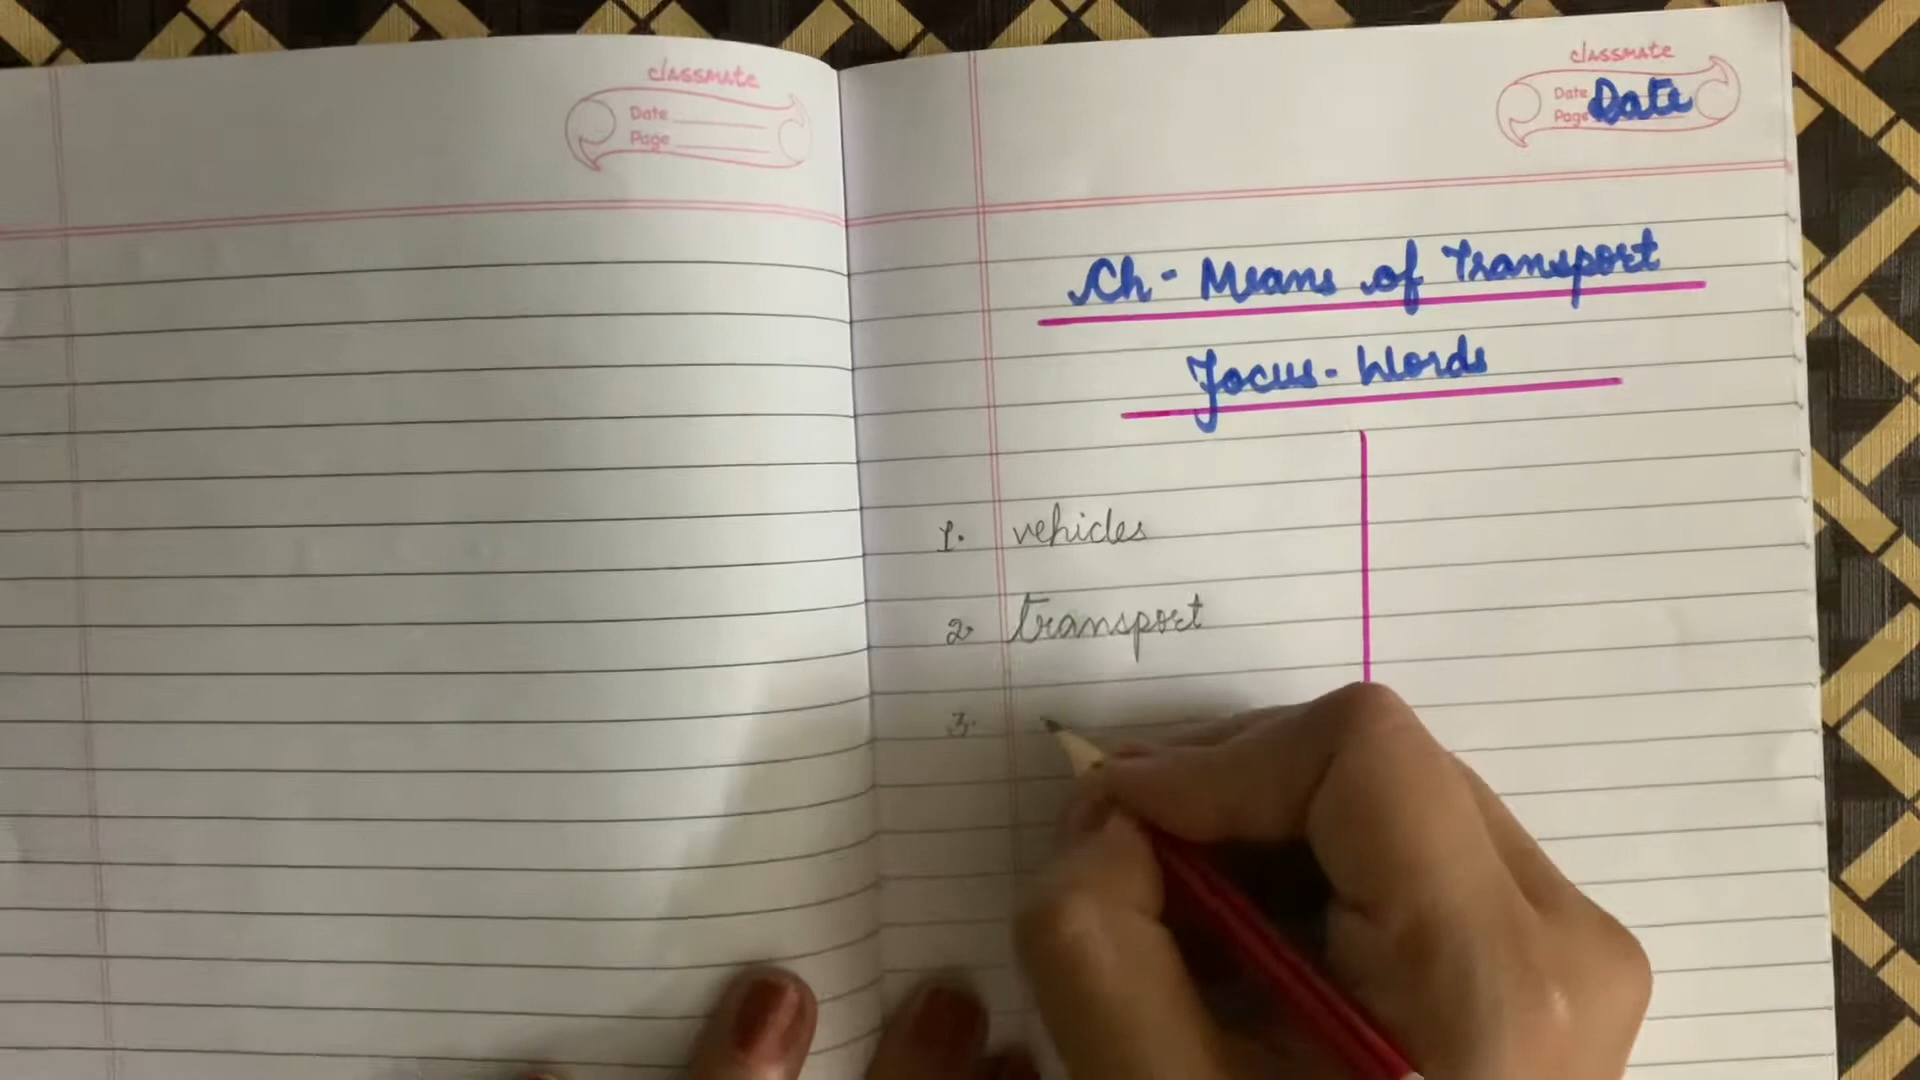 classmate
Date
Page
classmate
Date Date
Page
Ch - Means of Transport
Focus - Words
1. vehicles
2. transport
3.